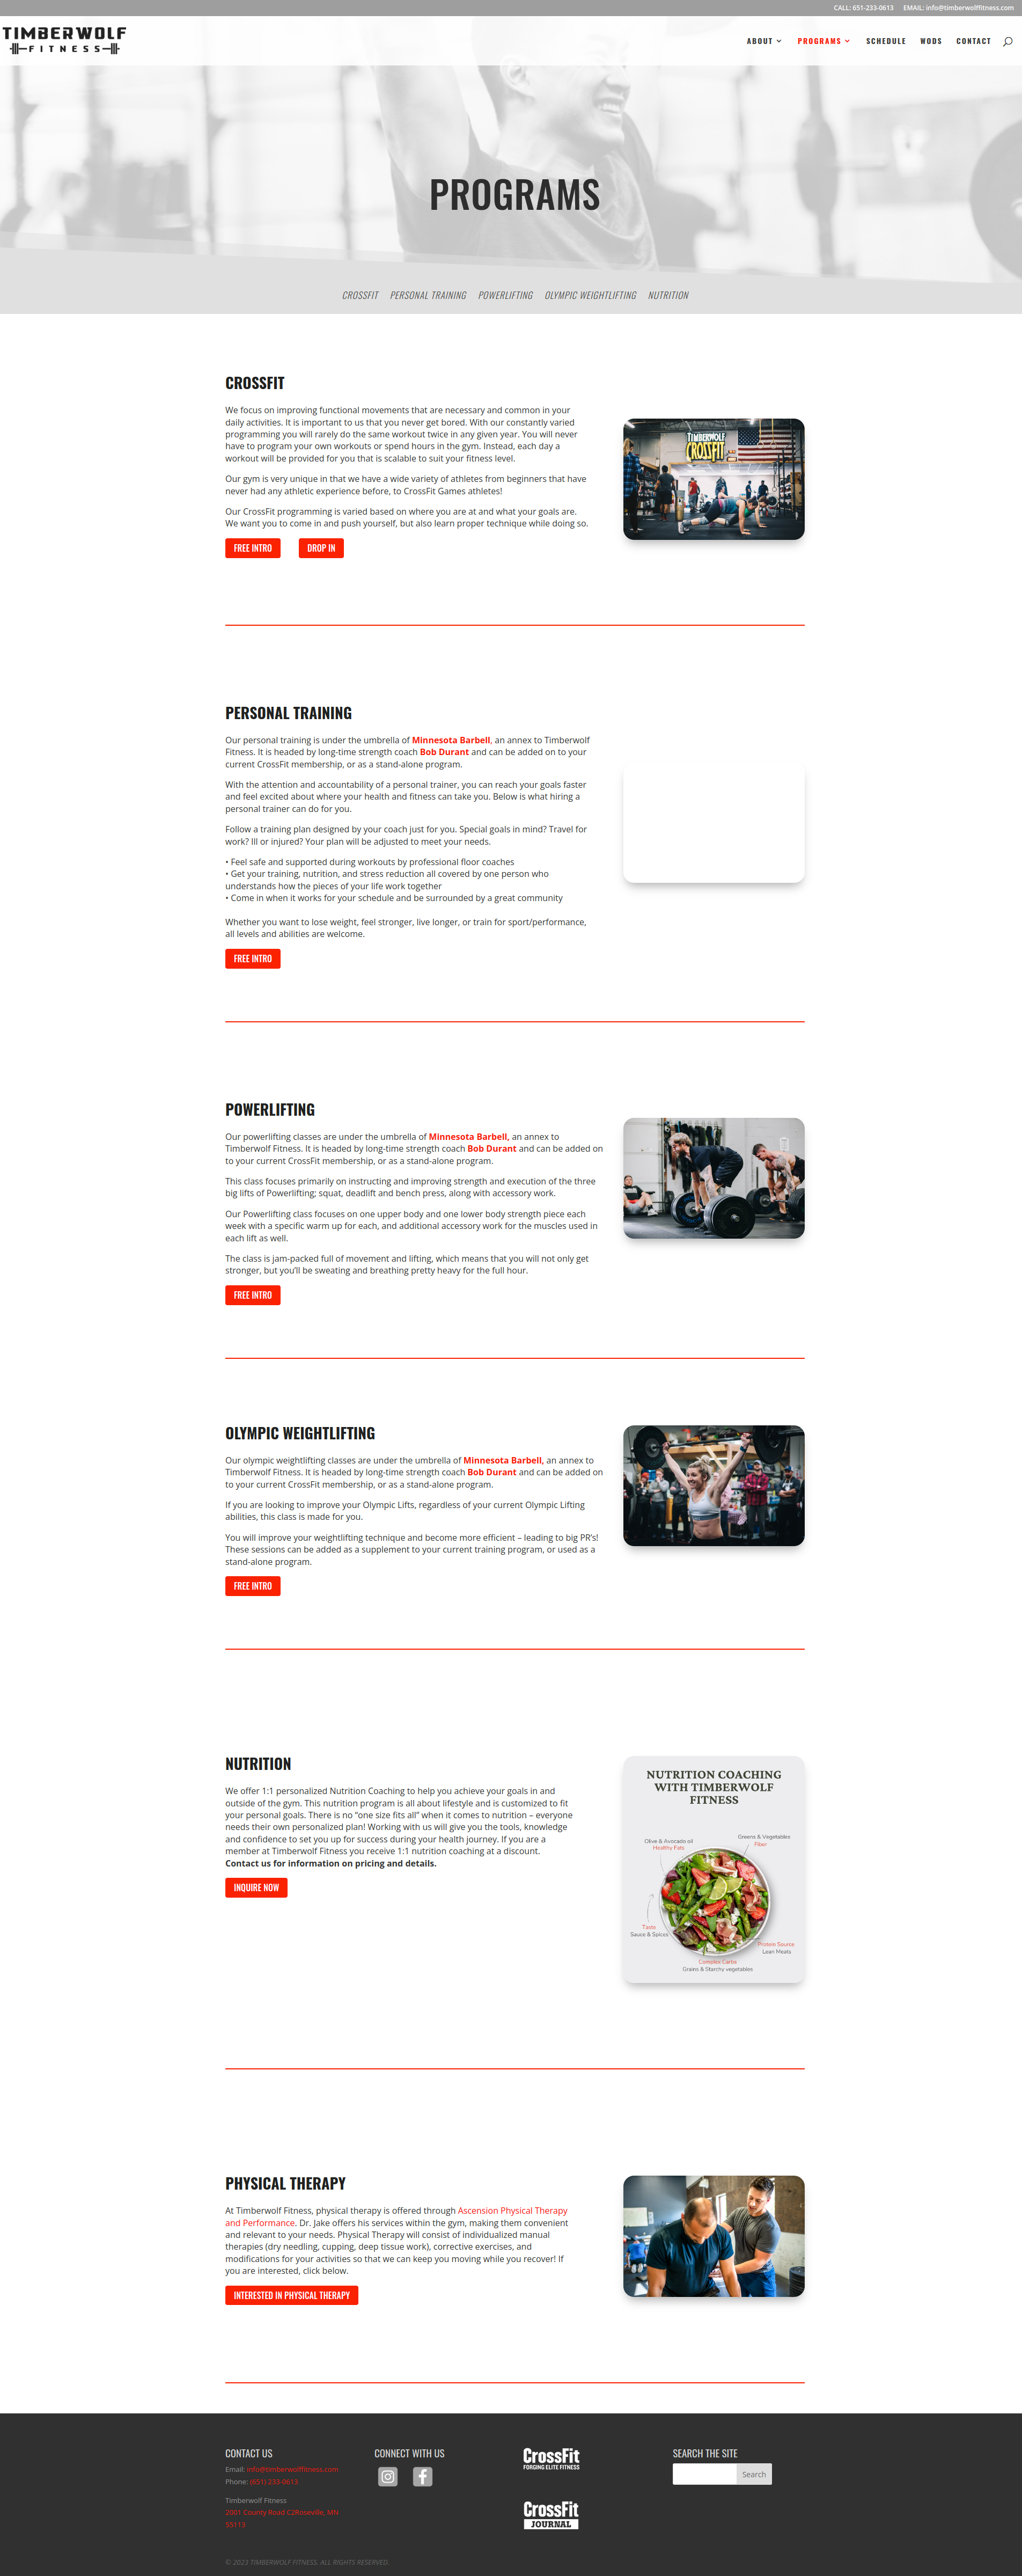 CALL: 651-233-0613 EMAIL: info@timberwolffitness.com
TIMBERWOLF
FITNESS
ABOUT PROGRAMS SCHEDULE WODS CONTACT
PROGRAMS
CROSSFIT PERSONAL TRAINING POWERLIFTING OLYMPIC WEIGHTLIFTING NUTRITION
CROSSFIT
We focus on improving functional movements that are necessary and common in your
daily activities. It is important to us that you never get bored. With our constantly varied
programming you will rarely do the same workout twice in any given year. You will never
have to program your own workouts or spend hours in the gym. Instead, each day a
workout will be provided for you that is scalable to suit your fitness level.
Our gym is very unique in that we have a wide variety of athletes from beginners that have
never had any athletic experience before, to CrossFit Games athletes!
Our CrossFit programming is varied based on where you are at and what your goals are.
We want you to come in and push yourself, but also learn proper technique while doing so.
FREE INTRO DROP IN
TIMBERWOLF
CROSSFIT
PERSONAL TRAINING
Our personal training is under the umbrella of Minnesota Barbell, an annex to Timberwolf
Fitness. It is headed by long-time strength coach Bob Durant and can be added on to your
current CrossFit membership, or as a stand-alone program.
With the attention and accountability of a personal trainer, you can reach your goals faster
and feel excited about where your health and fitness can take you. Below is what hiring a
personal trainer can do for you.
Follow a training plan designed by your coach just for you. Special goals in mind? Travel for
work? Ill or injured? Your plan will be adjusted to meet your needs.
• Feel safe and supported during workouts by professional floor coaches
• Get your training, nutrition, and stress reduction all covered by one person who
understands how the pieces of your life work together
• Come in when it works for your schedule and be surrounded by a great community
Whether you want to lose weight, feel stronger, live longer, or train for sport/performance,
all levels and abilities are welcome.
FREE INTRO
POWERLIFTING
Our powerlifting classes are under the umbrella of Minnesota Barbell, an annex to
Timberwolf Fitness. It is headed by long-time strength coach Bob Durant and can be added on
to your current CrossFit membership, or as a stand-alone program.
This class focuses primarily on instructing and improving strength and execution of the three
big lifts of Powerlifting; squat, deadlift and bench press, along with accessory work.
Our Powerlifting class focuses on one upper body and one lower body strength piece each
week with a specific warm up for each, and additional accessory work for the muscles used in
each lift as well.
The class is jam-packed full of movement and lifting, which means that you will not only get
stronger, but you'll be sweating and breathing pretty heavy for the full hour.
FREE INTRO
OLYMPIC WEIGHTLIFTING
Our olympic weightlifting classes are under the umbrella of Minnesota Barbell, an annex to
Timberwolf Fitness. It is headed by long-time strength coach Bob Durant and can be added on
to your current CrossFit membership, or as a stand-alone program.
If you are looking to improve your Olympic Lifts, regardless of your current Olympic Lifting
abilities, this class is made for you.
You will improve your weightlifting technique and become more efficient – leading to big PR's!
These sessions can be added as a supplement to your current training program, or used as a
stand-alone program.
FREE INTRO
NUTRITION
We offer 1:1 personalized Nutrition Coaching to help you achieve your goals in and
outside of the gym. This nutrition program is all about lifestyle and is customized to fit
your personal goals. There is no “one size fits all” when it comes to nutrition – everyone
needs their own personalized plan! Working with us will give you the tools, knowledge
and confidence to set you up for success during your health journey. If you are a
member at Timberwolf Fitness you receive 1:1 nutrition coaching at a discount.
Contact us for information on pricing and details.
INQUIRE NOW
NUTRITION COACHING
WITH TIMBERWOLF
FITNESS
Olive & Avocado oil
Healthy Fats
Greens & Vegetables
Fiber
Taste
Sauce & Spices
Protein Source
Lean Meats
Complex Carbs
Grains & Starchy vegetables
PHYSICAL THERAPY
At Timberwolf Fitness, physical therapy is offered through Ascension Physical Therapy
and Performance. Dr. Jake offers his services within the gym, making them convenient
and relevant to your needs. Physical Therapy will consist of individualized manual
therapies (dry needling, cupping, deep tissue work), corrective exercises, and
modifications for your activities so that we can keep you moving while you recover! If
you are interested, click below.
INTERESTED IN PHYSICAL THERAPY
CONTACT US
Email: info@timberwolffitness.com
Phone: (651) 233-0613
Timberwolf Fitness
2001 County Road C2Roseville, MN
55113
CONNECT WITH US
CrossFit
FORGING ELITE FITNESS
CrossFit
JOURNAL
SEARCH THE SITE
Search
© 2023 TIMBERWOLF FITNESS. ALL RIGHTS RESERVED.